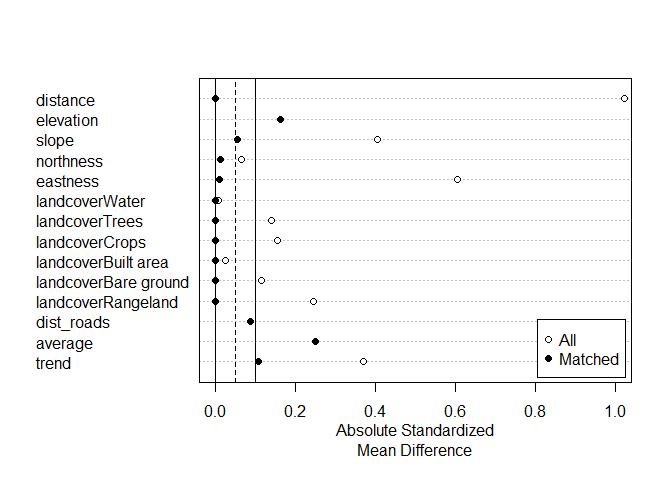 distance
elevation
slope
northness
eastness
landcoverWater
landcoverTrees
landcoverCrops
landcoverBuilt area
landcoverBare ground
landcoverRangeland
dist_roads
average
trend
All
Matched
0.0 0.2 0.4 0.6 0.8 1.0
Absolute Standardized
Mean Difference